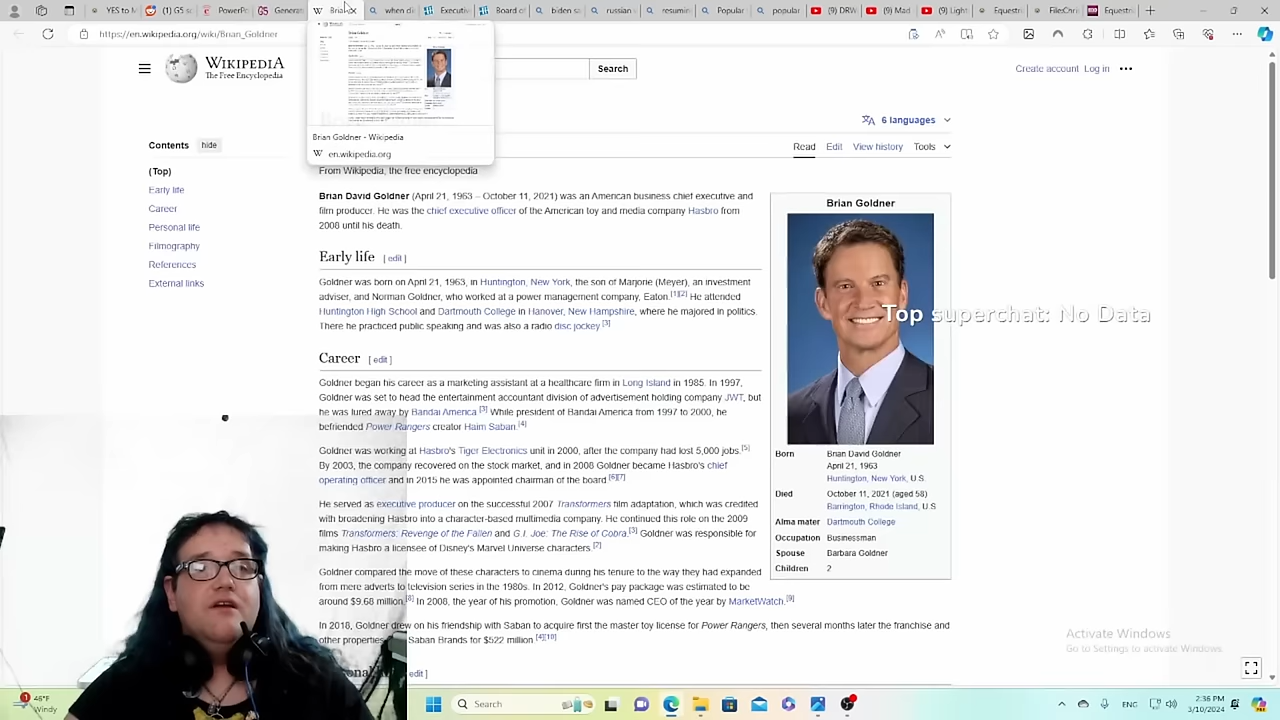 YES to t
Execut
Executi
Board o
biden si
resumé
Populist
YouTub
YouTub
Mad Me
YouTub
https://en.wikipedia.org/wiki/Brian_Goldner
WIKIPEDIA
The Free Encyclopedia
Search
Create account
Brian Goldner - Wikipedia
en.wikipedia.org
6 languages
Contents hide
Read Edit View history Tools
(Top)
Early life
Career
Personal life
Filmography
References
External links
From Wikipedia, the free encyclopedia
Brian David Goldner (April 21, 1963 – October 11, 2021) was an American business chief executive and
film producer. He was the chief executive officer of the American toy and media company Hasbro from
2008 until his death.
Early life [ edit ]
Goldner was born on April 21, 1963, in Huntington, New York, the son of Marjorie (Meyer), an investment
adviser, and Norman Goldner, who worked at a power management company, Eaton.[1][2] He attended
Huntington High School and Dartmouth College in Hanover, New Hampshire, where he majored in politics.
There he practiced public speaking and was also a radio disc jockey.[3]
Career [ edit ]
Goldner began his career as a marketing assistant at a healthcare firm in Long Island in 1985. In 1997,
Goldner was set to head the entertainment accountant division of advertisement holding company JWT, but
he was lured away by Bandai America.[3] While president of Bandai America from 1997 to 2000, he
befriended Power Rangers creator Haim Saban.[4]
Goldner was working at Hasbro's Tiger Electronics unit in 2000, after the company had lost 5,000 jobs.[5]
By 2003, the company recovered on the stock market, and in 2008 Goldner became Hasbro's chief
operating officer and in 2015 he was appointed chairman of the board.[6][7]
He served as executive producer on the successful 2007 Transformers film adaptation, which was credited
with broadening Hasbro into a character-based multimedia company. He continued this role on the 2009
films Transformers: Revenge of the Fallen and G.I. Joe: The Rise of Cobra.[3] Goldner was responsible for
making Hasbro a licensee of Disney's Marvel Universe characters.[7]
Goldner compared the move of these characters to cinema during his tenure to the way they had expanded
from mere adverts to television series in the 1980s. In 2012, Goldner's pay package was estimated to be
around $9.68 million.[8] In 2008, the year of his promotion, Goldner was named CEO of the year by MarketWatch.[9]
In 2018, Goldner drew on his friendship with Saban to acquire first the master toy license for Power Rangers, then several months later the franchise and
other properties Saban Brands for $522 million.[4][10]
edit ]
Brian Goldner
Top superchat: No Data
Born Brian David Goldner
April 21, 1963
Huntington, New York, U.S.
Died October 11, 2021 (aged 58)
Barrington, Rhode Island, U.S
Alma mater Dartmouth College
Occupation Businessman
Spouse Barbara Goldner
Children 2
Activate Windows
Go to Settings to activate Windows.
1
46°F
Windy
Search
ENG
2:36 PM
3/10/2024